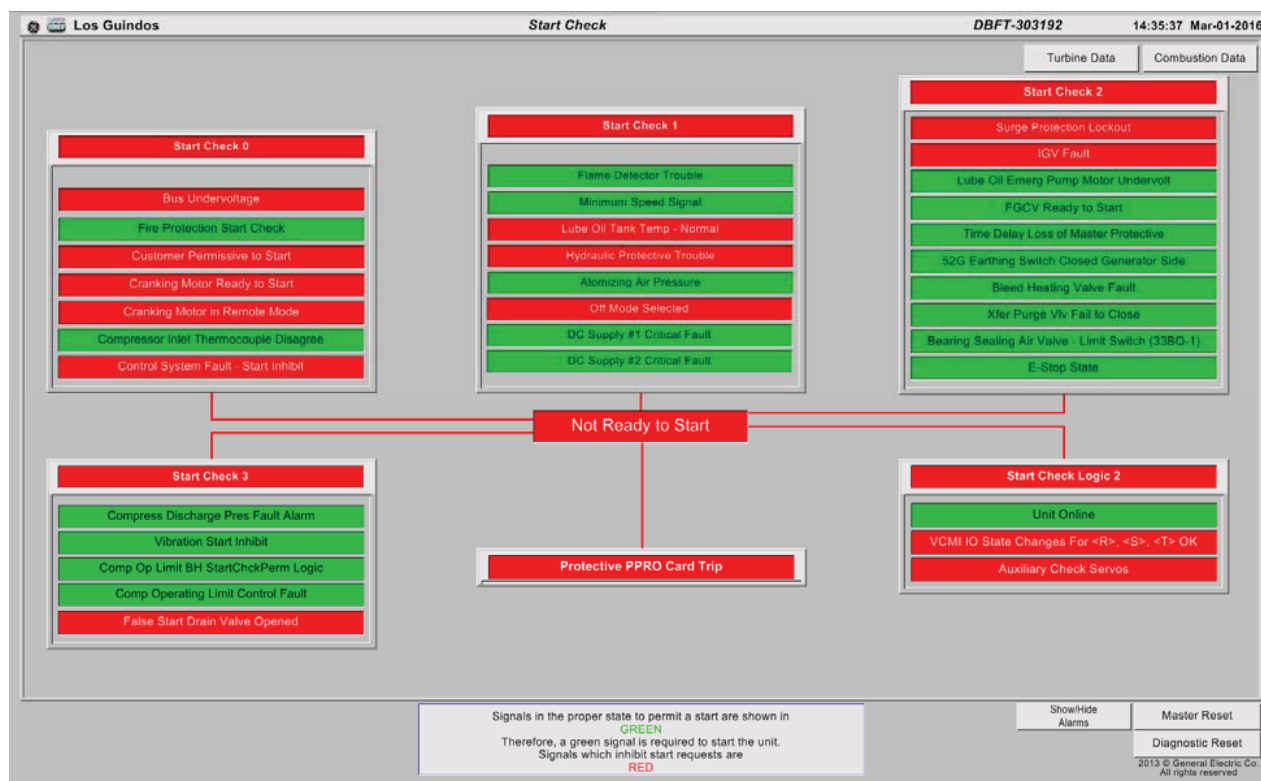 Los Guindos
Start Check
DBFT-303192
14:35:37 Mar-01-2016
Turbine Data
Combustion Data
Start Check 0
Bus Undervoltage
Fire Protection Start Check
Customer Permissive to Start
Cranking Motor Ready to Start
Cranking Motor in Remote Mode
Compressor Inlet Thermocouple Disagree
Control System Fault - Start Inhibit
Start Check 1
Flame Detector Trouble
Minimum Speed Signal
Lube Oil Tank Temp - Normal
Hydraulic Protective Trouble
Atomizing Air Pressure
Off Mode Selected
DC Supply #1 Critical Fault
DC Supply #2 Critical Fault
Start Check 2
Surge Protection Lockout
IGV Fault
Lube Oil Emerg Pump Motor Undervolt
FGCV Ready to Start
Time Delay Loss of Master Protective
52G Earthing Switch Closed Generator Side
Bleed Heating Valve Fault
Xfer Purge Vlv Fail to Close
Bearing Sealing Air Valve - Limit Switch (33BO-1)
E-Stop State
Not Ready to Start
Start Check 3
Compress Discharge Pres Fault Alarm
Vibration Start Inhibit
Comp Op Limit BH StartChckPerm Logic
Comp Operating Limit Control Fault
False Start Drain Valve Opened
Protective PPRO Card Trip
Start Check Logic 2
Unit Online
VCMI IO State Changes For <R>, <S>, <T> OK
Auxiliary Check Servos
Signals in the proper state to permit a start are shown in
GREEN
Therefore, a green signal is required to start the unit.
Signals which inhibit start requests are
RED
Show/Hide
Alarms
Master Reset
Diagnostic Reset
2013 © General Electric Co.
All rights reserved